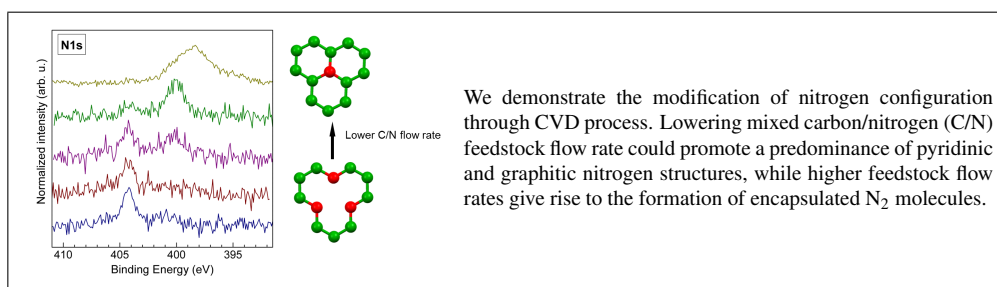 N1s
Normalized intensity (arb. u.)
410
405
400
395
Binding Energy (eV)
Lower C/N flow rate
We demonstrate the modification of nitrogen configuration
through CVD process. Lowering mixed carbon/nitrogen (C/N)
feedstock flow rate could promote a predominance of pyridinic
and graphitic nitrogen structures, while higher feedstock flow
rates give rise to the formation of encapsulated N₂ molecules.